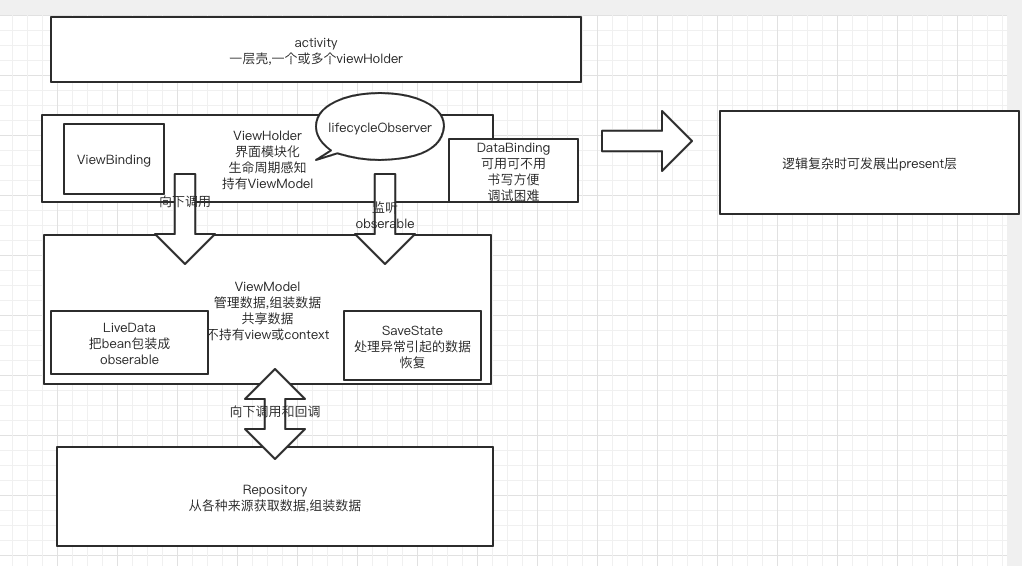 activity
一层壳,一个或多个viewHolder
lifecycleObserver
ViewBinding
ViewHolder
界面模块化
生命周期感知
持有ViewModel
DataBinding
可用可不用
书写方便
调试困难
逻辑复杂时可发展出present层
向下调用
监听
obserable
ViewModel
管理数据,组装数据
共享数据
不持有view或context
LiveData
把bean包装成
obserable
SaveState
处理异常引起的数据
恢复
向下调用和回调
Repository
从各种来源获取数据,组装数据